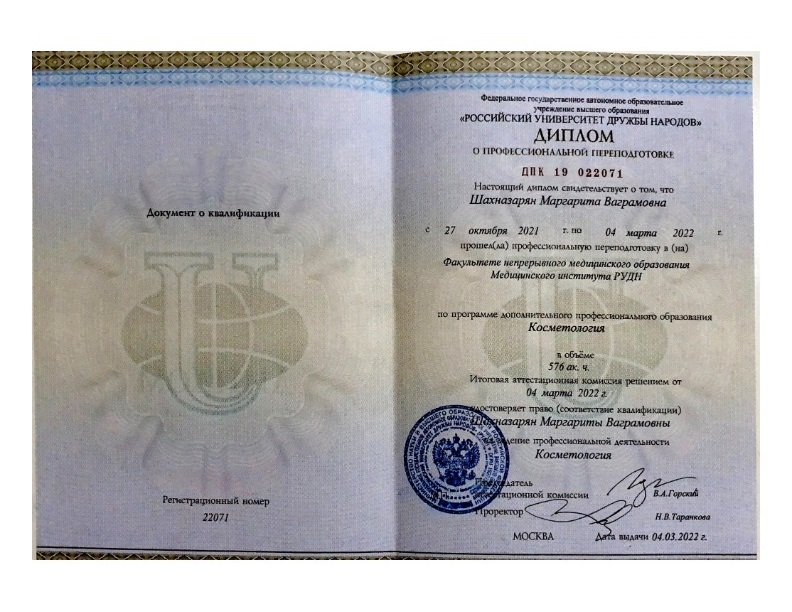 Документ о квалификации
Регистрационный номер
22071
Федеральное государственное автономное образовательное
учреждение высшего образования
«РОССИЙСКИЙ УНИВЕРСИТЕТ ДРУЖБЫ НАРОДОВ»
ДИПЛОМ
О ПРОФЕССИОНАЛЬНОЙ ПЕРЕПОДГОТОВКЕ
ДПК 19 022071
Настоящий диплом свидетельствует о том, что
Шахназарян Маргарита Ваграмовна
с 27 октября 2021 г. по 04 марта 2022 г.
прошел(ла) профессиональную переподготовку в (на)
Факультете непрерывного медицинского образования
Медицинского института РУДН
по программе дополнительного профессионального образования
Косметология
в объёме
576 ак. ч.
Итоговая аттестационная комиссия решением от
04 марта 2022 г.
удостоверяет право (соответствие квалификации)
Шахназарян Маргариты Ваграмовны
на ведение профессиональной деятельности
Косметология
Председатель
аттестационной комиссии В.А.Горский
Проректор Н.В.Таранкова
МОСКВА Дата выдачи 04.03.2022 г.